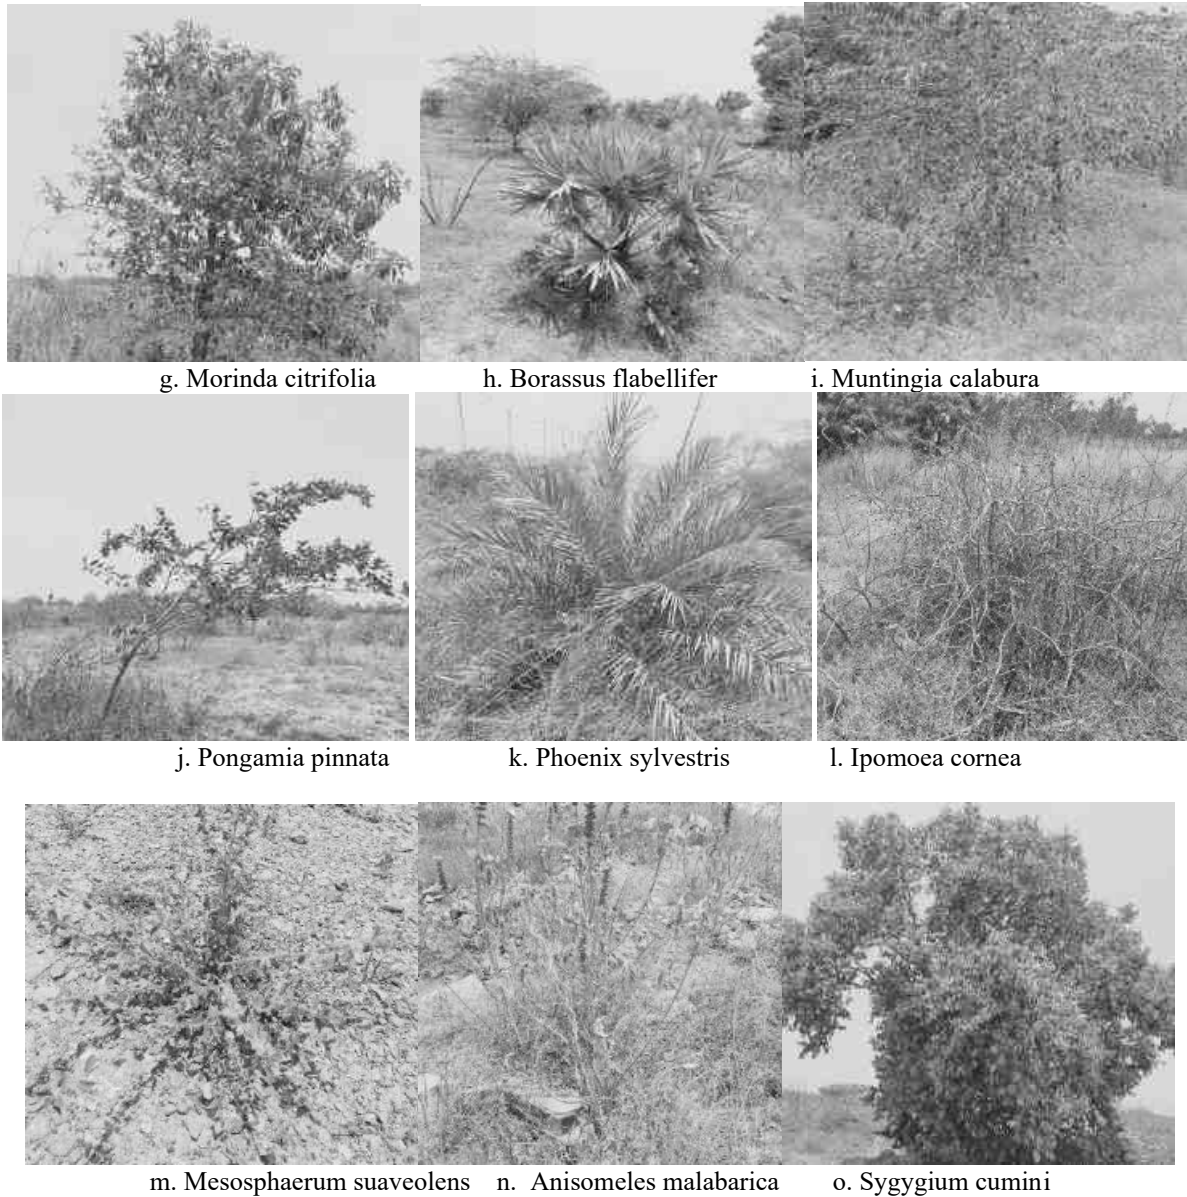 g. Morinda citrifolia h. Borassus flabellifer i. Muntingia calabura
j. Pongamia pinnata k. Phoenix sylvestris l. Ipomoea cornea
m. Mesosphaerum suaveolens n. Anisomeles malabarica o. Sygygium cumini